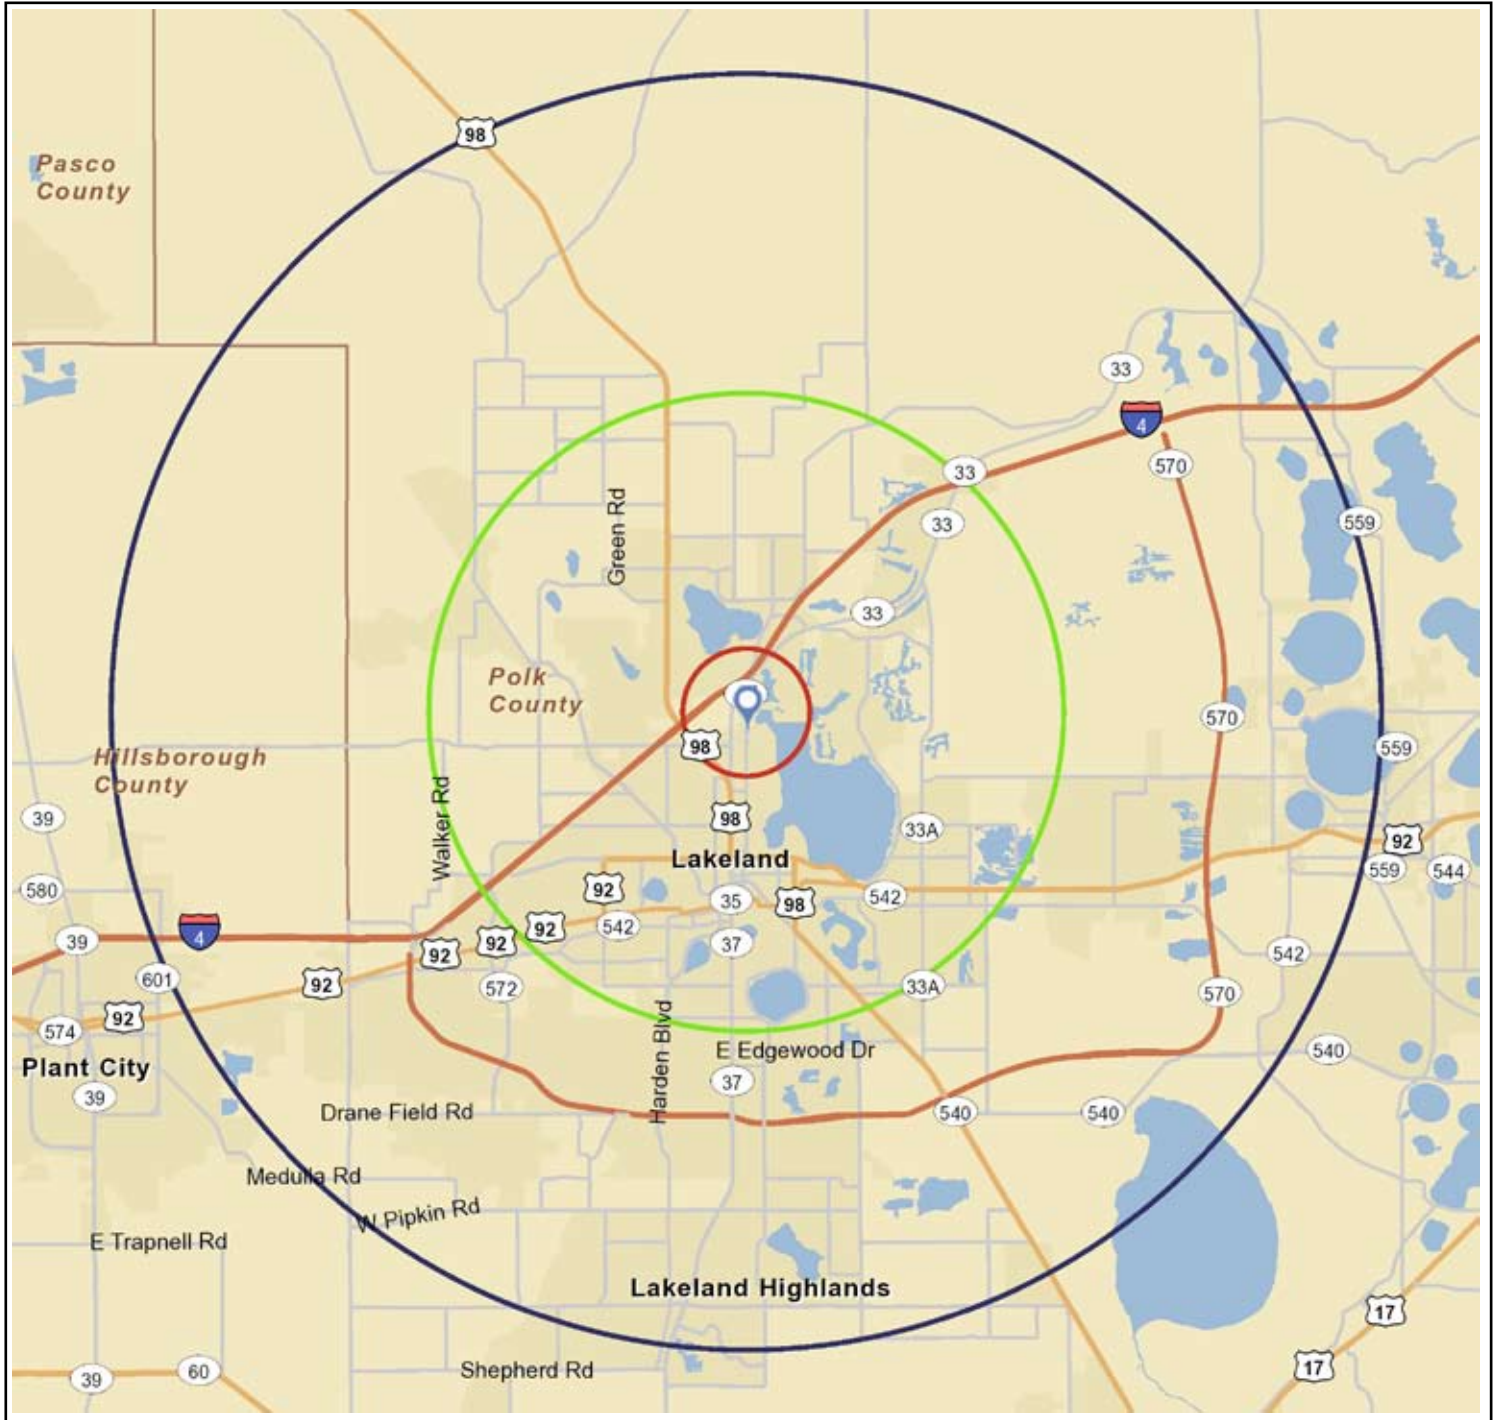 98
Pasco
County
33
4
33
570
Green Rd
559
33
33
Polk
County
570
98
559
Hillsborough
County
39
Walker Rd
98
33A
92
Lakeland
559
544
580
92
542
35
98
92
542
4
39
92
92
37
542
601
92
572
33A
570
92
574
Harden Blvd
E Edgewood Dr
540
Plant City
37
39
Drane Field Rd
540
540
Medulla Rd
W Pipkin Rd
E Trapnell Rd
Lakeland Highlands
17
17
39
60
Shepherd Rd